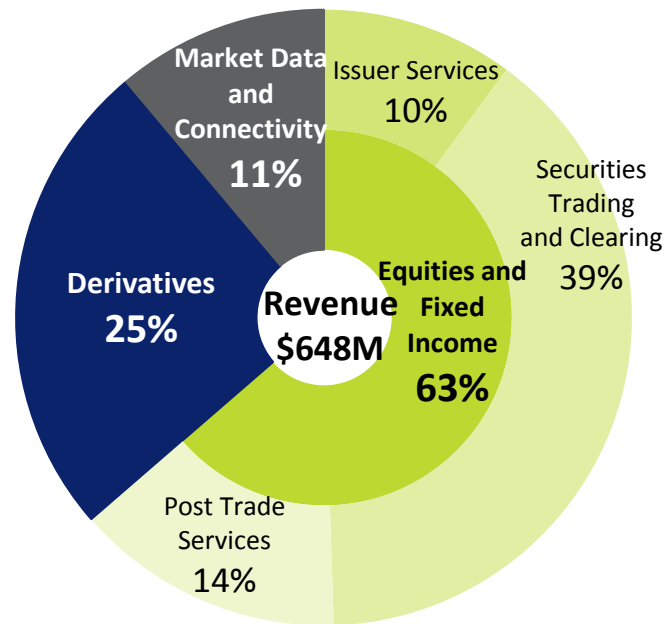 Market Data
and
Connectivity
11%
Issuer Services
10%
Securities
Trading
and Clearing
39%
Derivatives
25%
Revenue
$648M
Equities and
Fixed
Income
63%
Post Trade
Services
14%